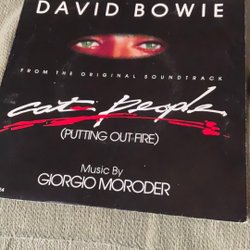 DAVID BOWIE
FROM THE ORIGINAL SOUNDTRACK
cat people
(PUTTING OUT FIRE)
Music By
GIORGIO MORODER